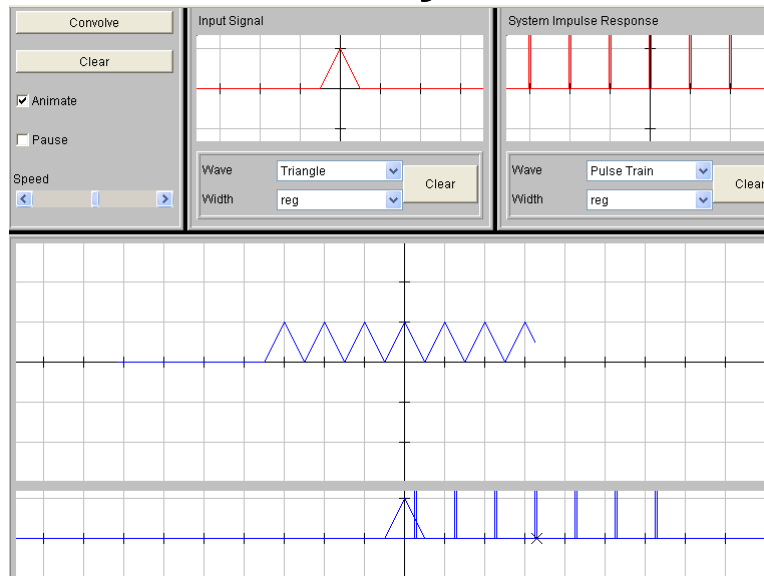 Convolve
Clear
Animate
Pause
Speed
Input Signal
Wave
Triangle
Width
reg
Clear
System Impulse Response
Wave
Pulse Train
Width
reg
Clear